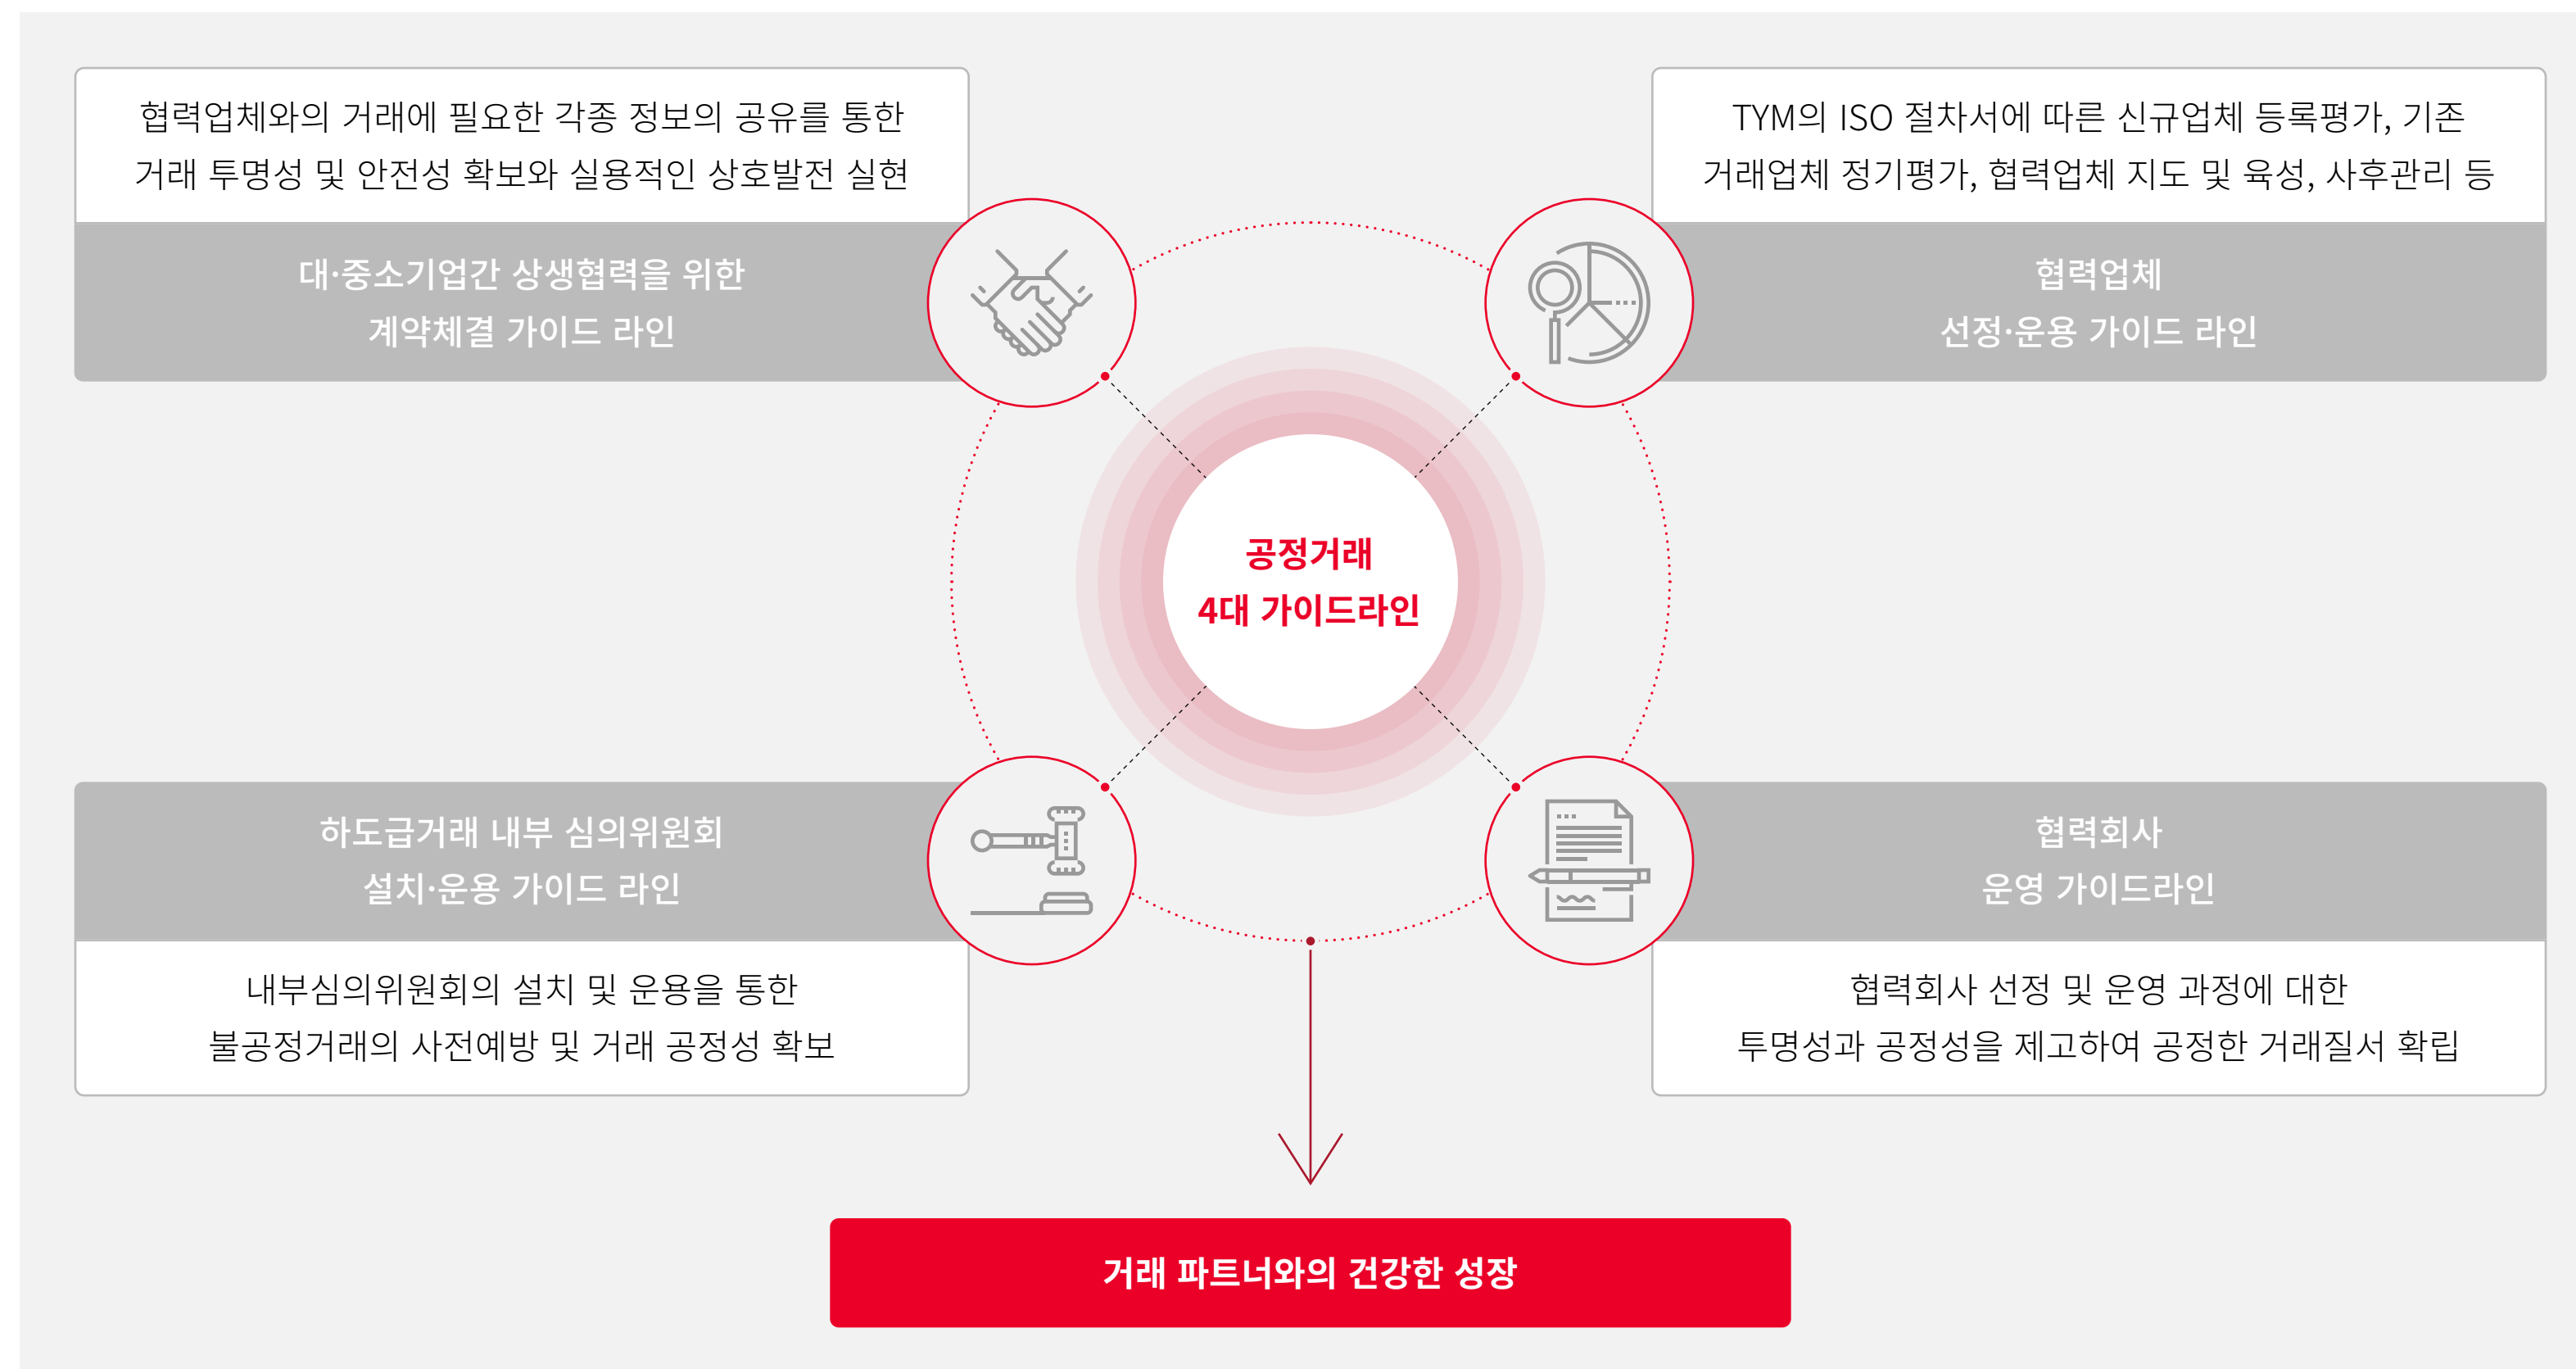 협력업체와의 거래에 필요한 각종 정보의 공유를 통한
거래 투명성 및 안전성 확보와 실용적인 상호발전 실현
대·중소기업간 상생협력을 위한
계약체결 가이드 라인
TYM의 ISO 절차서에 따른 신규업체 등록평가, 기존
거래업체 정기평가, 협력업체 지도 및 육성, 사후관리 등
협력업체
선정·운용 가이드 라인
공정거래
4대 가이드라인
하도급거래 내부 심의위원회
설치·운용 가이드 라인
내부심의위원회의 설치 및 운용을 통한
불공정거래의 사전예방 및 거래 공정성 확보
협력회사
운영 가이드라인
협력회사 선정 및 운영 과정에 대한
투명성과 공정성을 제고하여 공정한 거래질서 확립
거래 파트너와의 건강한 성장